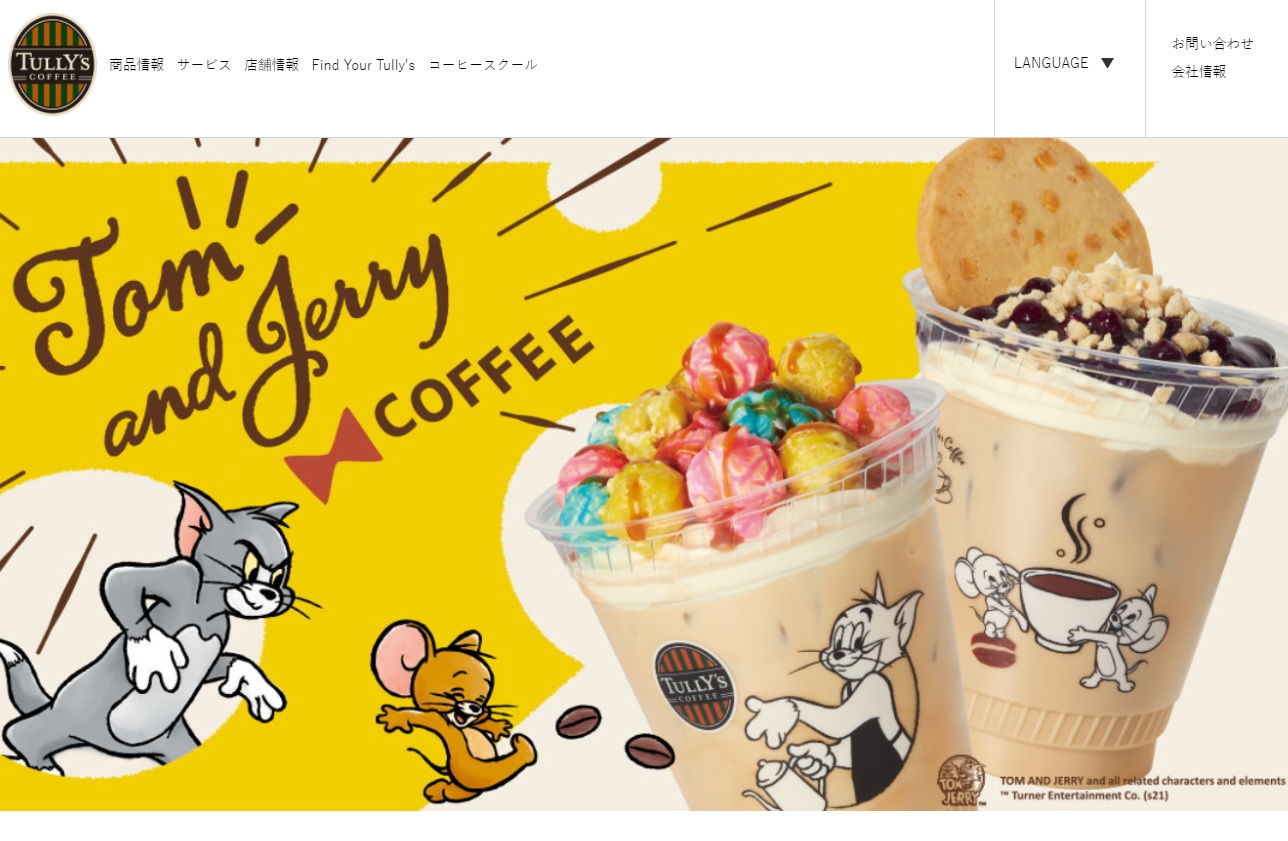 TULLY'S
COFFEE
商品情報
サービス
店舗情報
Find Your Tully's
コーヒースクール
LANGUAGE ▼
お問い合わせ
会社情報
Tom
and Jerry
COFFEE
TULLY'S
COFFEE
TOM
AND
JERRY
TOM AND JERRY and all related characters and elements
™ Turner Entertainment Co. (s21)